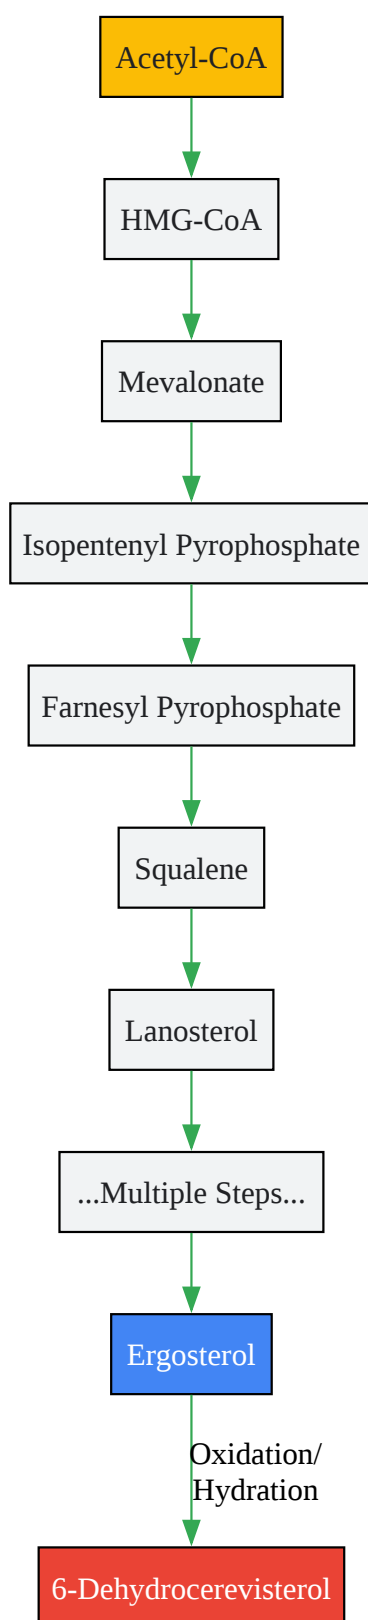 Acetyl-CoA
HMG-CoA
Mevalonate
Isopentenyl Pyrophosphate
Farnesyl Pyrophosphate
Squalene
Lanosterol
...Multiple Steps...
Ergosterol
Oxidation/
Hydration
6-Dehydrocerevisterol